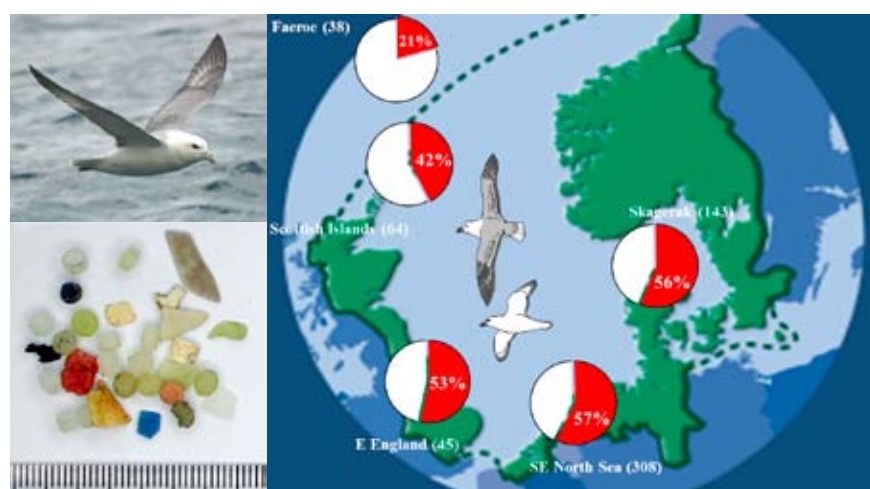 Faeroe (38)
21%
42%
Scottish Islands (64)
Skagerak (143)
56%
53%
E England (45)
57%
SE North Sea (308)